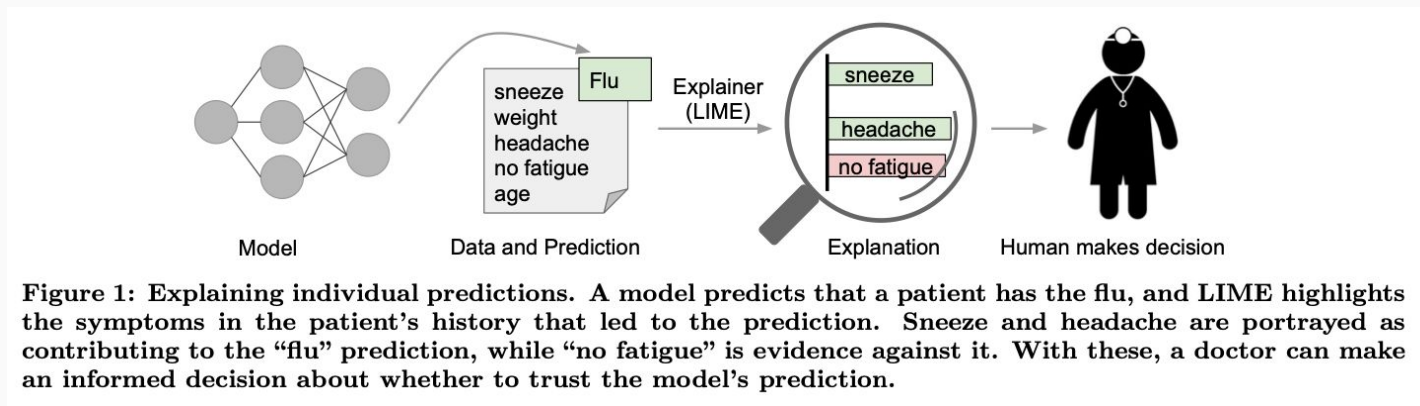 Flu
sneeze
weight
headache
no fatigue
age
Explainer
(LIME)
sneeze
headache
no fatigue
Model
Data and Prediction
Explanation
Human makes decision
Figure 1: Explaining individual predictions. A model predicts that a patient has the flu, and LIME highlights
the symptoms in the patient's history that led to the prediction. Sneeze and headache are portrayed as
contributing to the “flu” prediction, while “no fatigue” is evidence against it. With these, a doctor can make
an informed decision about whether to trust the model's prediction.